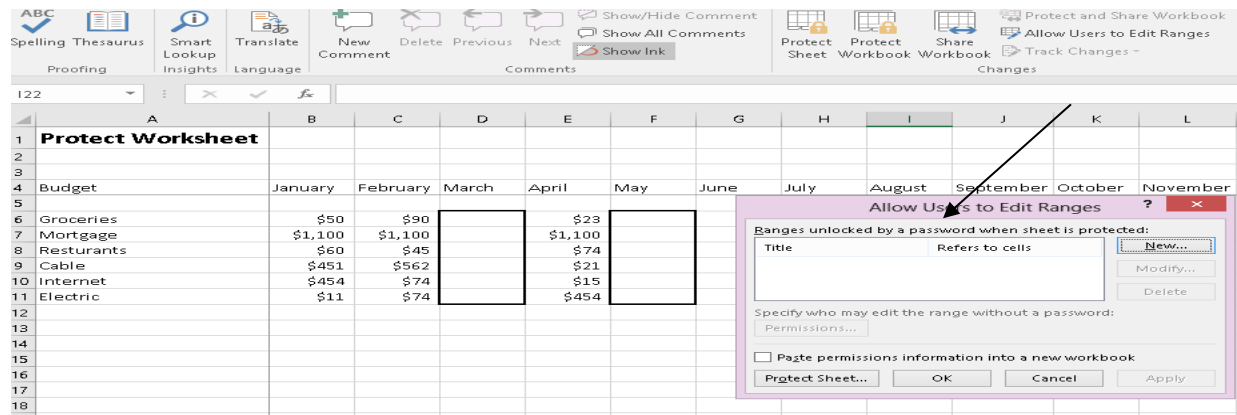 ABC
Spelling Thesaurus Smart Lookup Translate New Comment Delete Previous Next Show/Hide Comment
Show All Comments
Show Ink
Protect Sheet Protect Workbook Share Workbook Protect and Share Workbook
Allow Users to Edit Ranges
Track Changes
Proofing Insights Language Comments Changes
I22 fx
A B C D E F G H I J K L
1 Protect Worksheet
2
3
4 Budget January February March April May June July August September October November
5
6 Groceries $50 $90 $23
7 Mortgage $1,100 $1,100 $1,100
8 Resturants $60 $45 $74
9 Cable $451 $562 $21
10 Internet $454 $74 $15
11 Electric $11 $74 $454
12
13
14
15
16
17
18
Allow Users to Edit Ranges ? ×
Ranges unlocked by a password when sheet is protected:
Title Refers to cells New...
Modify...
Delete
Specify who may edit the range without a password:
Permissions...
Paste permissions information into a new workbook
Protect Sheet... OK Cancel Apply